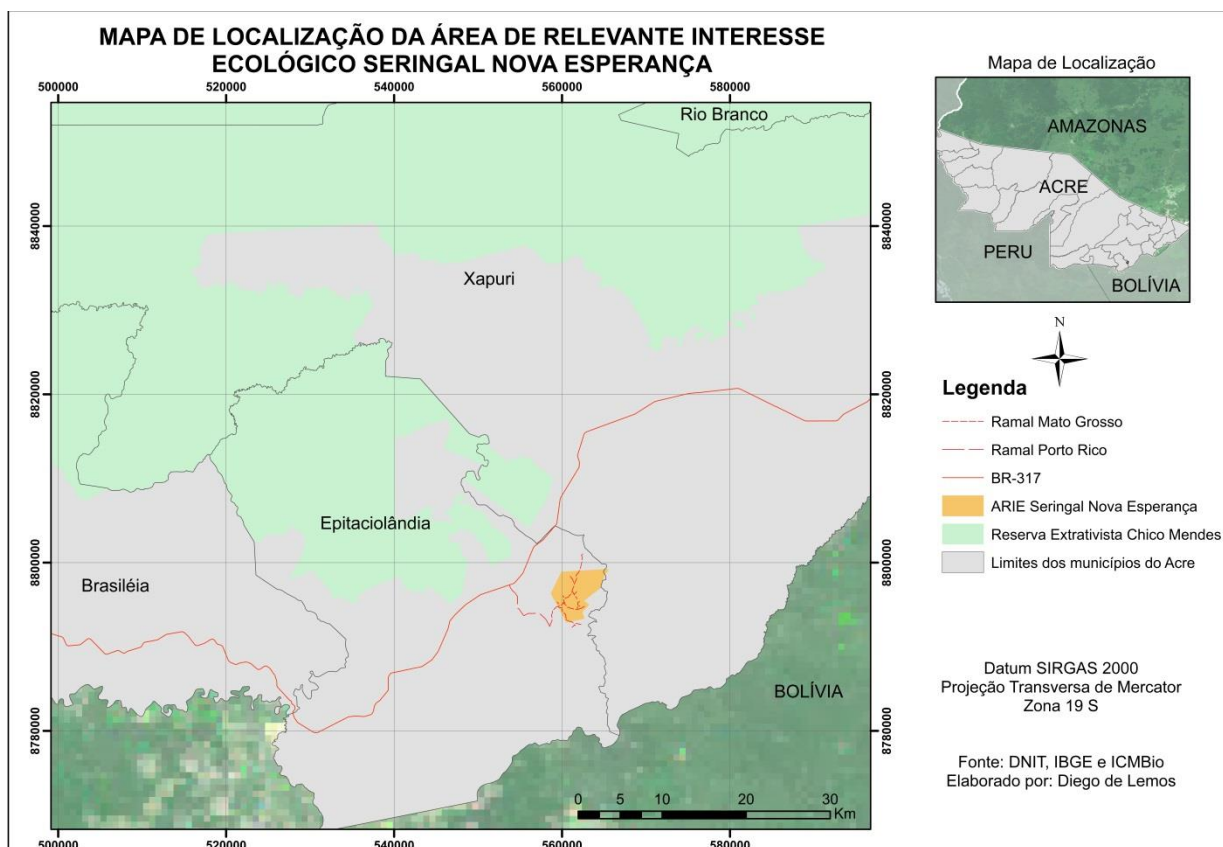 MAPA DE LOCALIZAÇÃO DA ÁREA DE RELEVANTE INTERESSE
ECOLÓGICO SERINGAL NOVA ESPERANÇA
500000 520000 540000 560000 580000
Rio Branco
8840000 8840000
Xapuri
8820000 8820000
Epitaciolândia
8800000 8800000
Brasiléia
BOLÍVIA
8780000 8780000
0 5 10 20 30
Km
500000 520000 540000 560000 580000
Mapa de Localização
AMAZONAS
ACRE
PERU
BOLÍVIA
N
Legenda
Ramal Mato Grosso
Ramal Porto Rico
BR-317
ARIE Seringal Nova Esperança
Reserva Extrativista Chico Mendes
Limites dos municípios do Acre
Datum SIRGAS 2000
Projeção Transversa de Mercator
Zona 19 S
Fonte: DNIT, IBGE e ICMBio
Elaborado por: Diego de Lemos